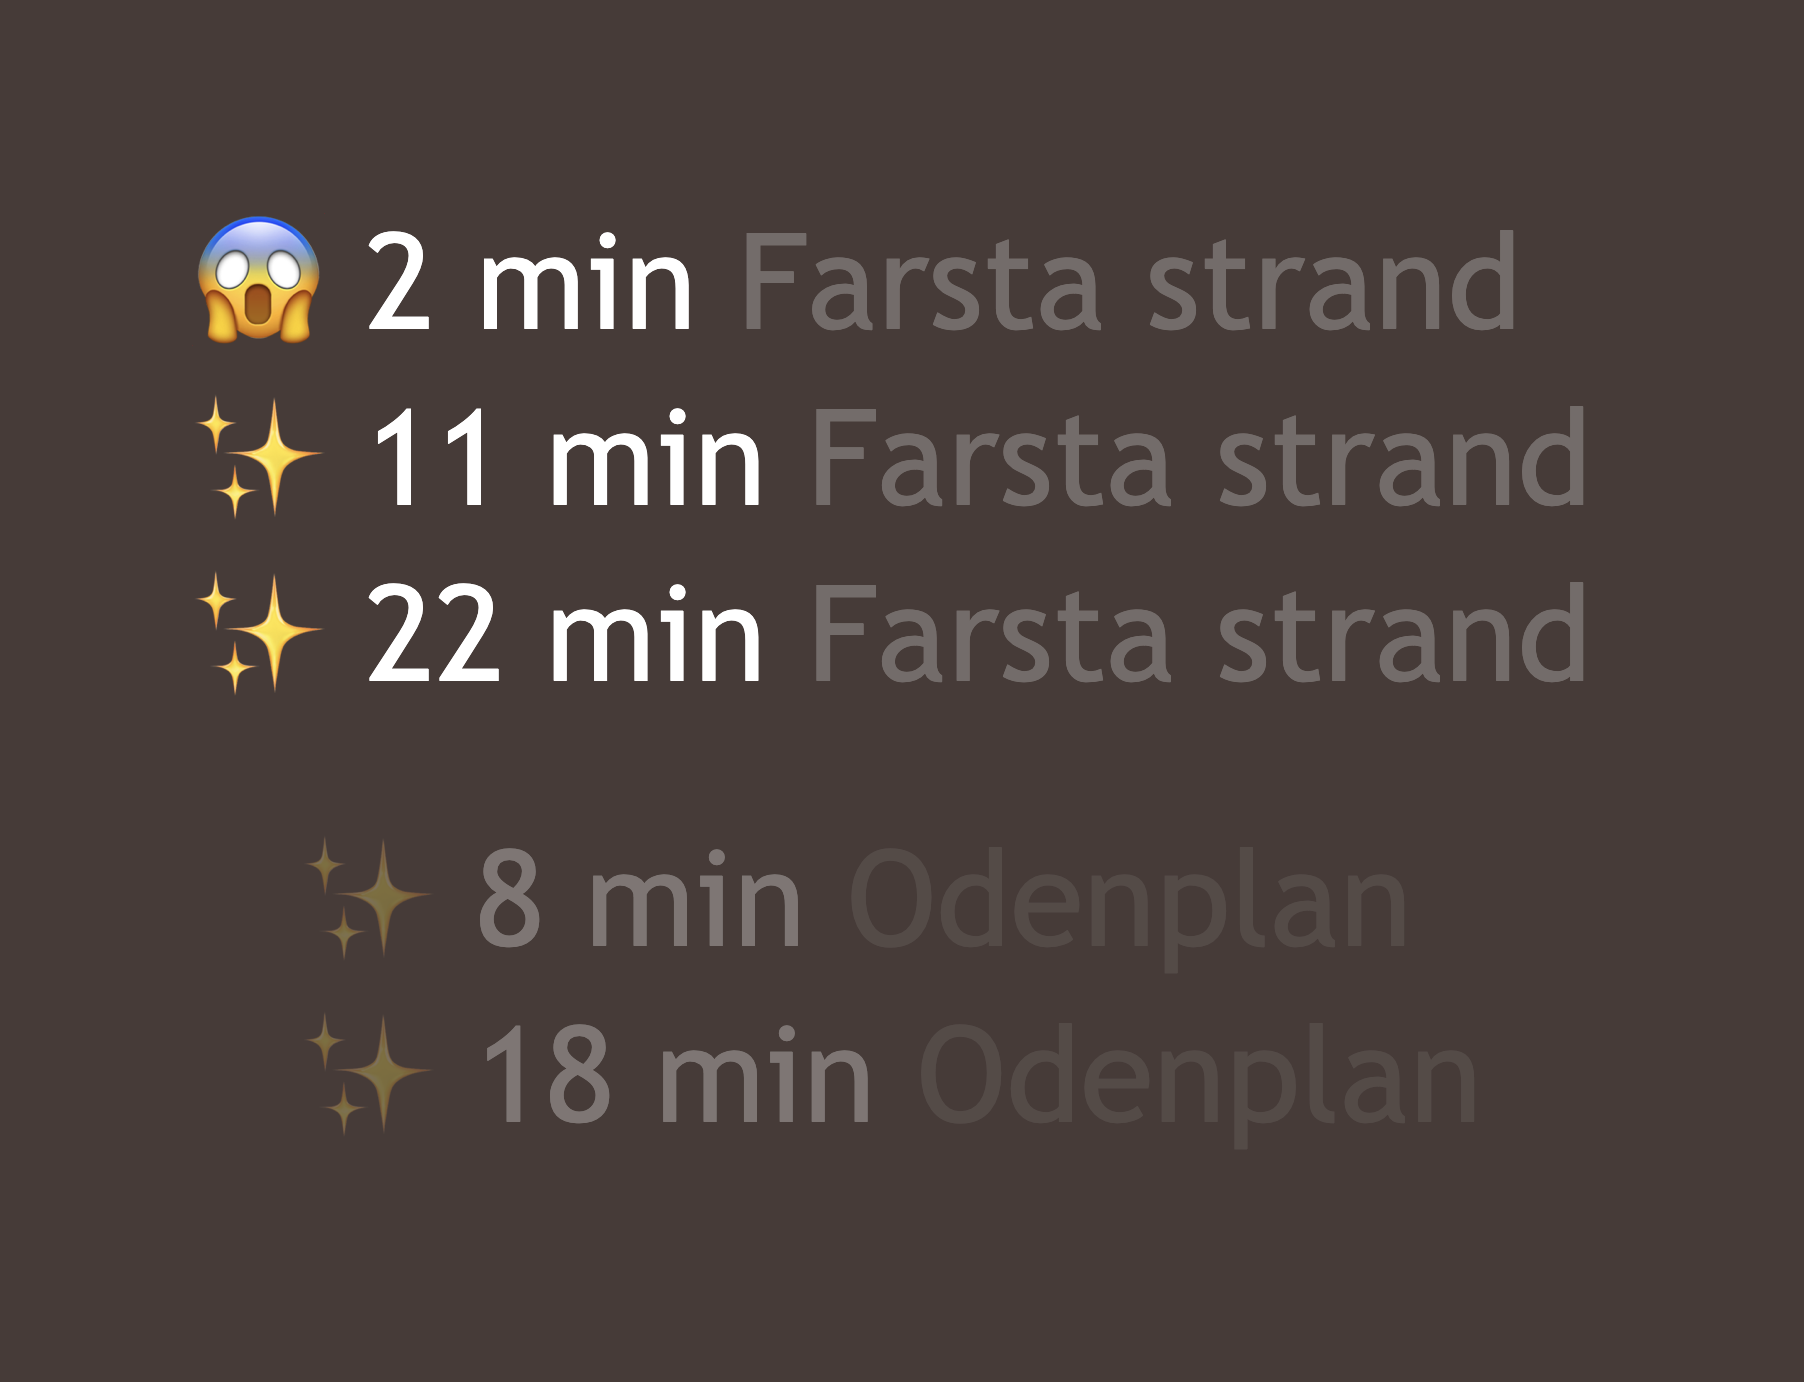 😱 2 min Farsta strand
✨ 11 min Farsta strand
✨ 22 min Farsta strand
✨ 8 min Odenplan
✨ 18 min Odenplan